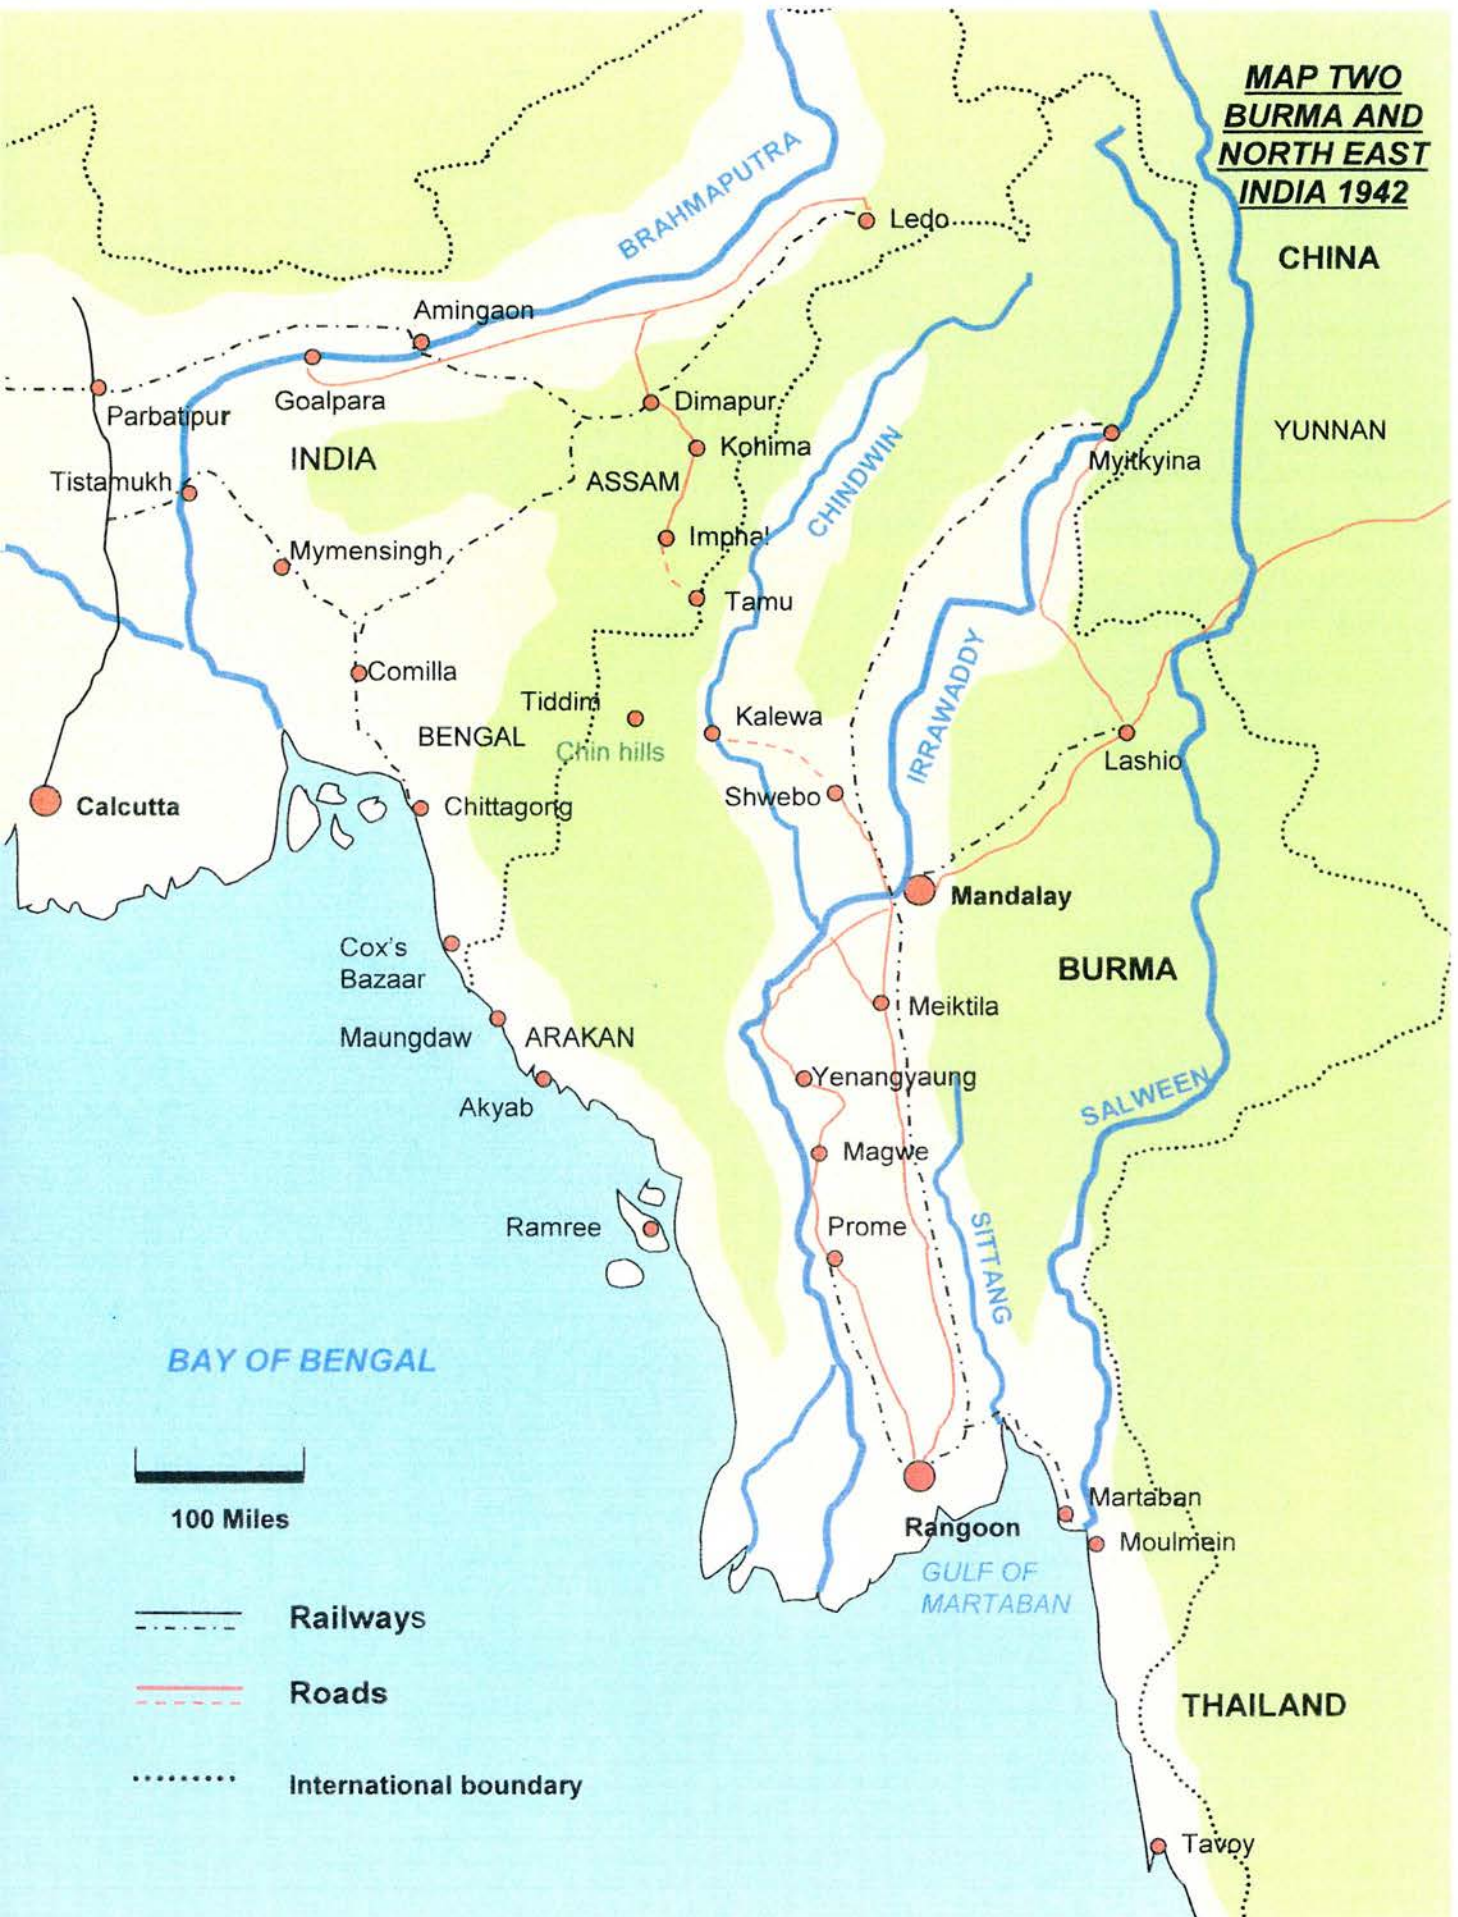 MAP TWO
BURMA AND
NORTH EAST
INDIA 1942
BRAHMAPUTRA
Ledo
CHINA
Amingaon
Goalpara
Parbatipur
Dimapur
YUNNAN
Kohima
INDIA
Myitkyina
Tistamukh
ASSAM
CHINDWIN
Imphal
Mymensingh
Tamu
Comilla
IRRAWADDY
Tiddim
Kalewa
BENGAL
Chin hills
Lashio
Shwebo
Calcutta
Chittagong
Mandalay
Cox's
Bazaar
BURMA
Meiktila
Maungdaw
ARAKAN
Yenangyaung
SALWEEN
Akyab
Magwe
Ramree
Prome
SITTANG
BAY OF BENGAL
Martaban
100 Miles
Rangoon
Moulmein
GULF OF
MARTABAN
Railways
Roads
THAILAND
International boundary
Tavoy